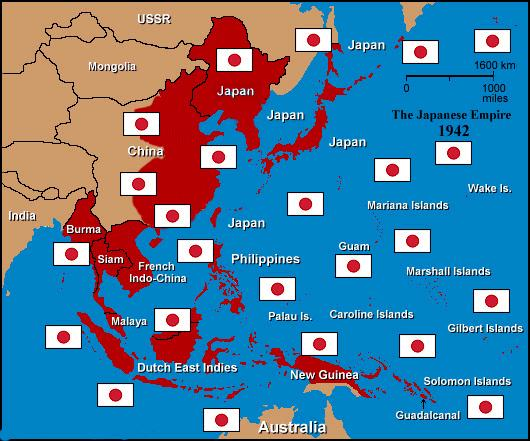 USSR
Japan
Mongolia
1600 km
0
1000
miles
Japan
Japan
The Japanese Empire
1942
Japan
China
Wake Is.
Mariana Islands
India
Japan
Burma
Guam
Siam
Philippines
French
Indo-China
Marshall Islands
Palau Is.
Caroline Islands
Malaya
Gilbert Islands
Dutch East Indies
New Guinea
Solomon Islands
Guadalcanal
Australia